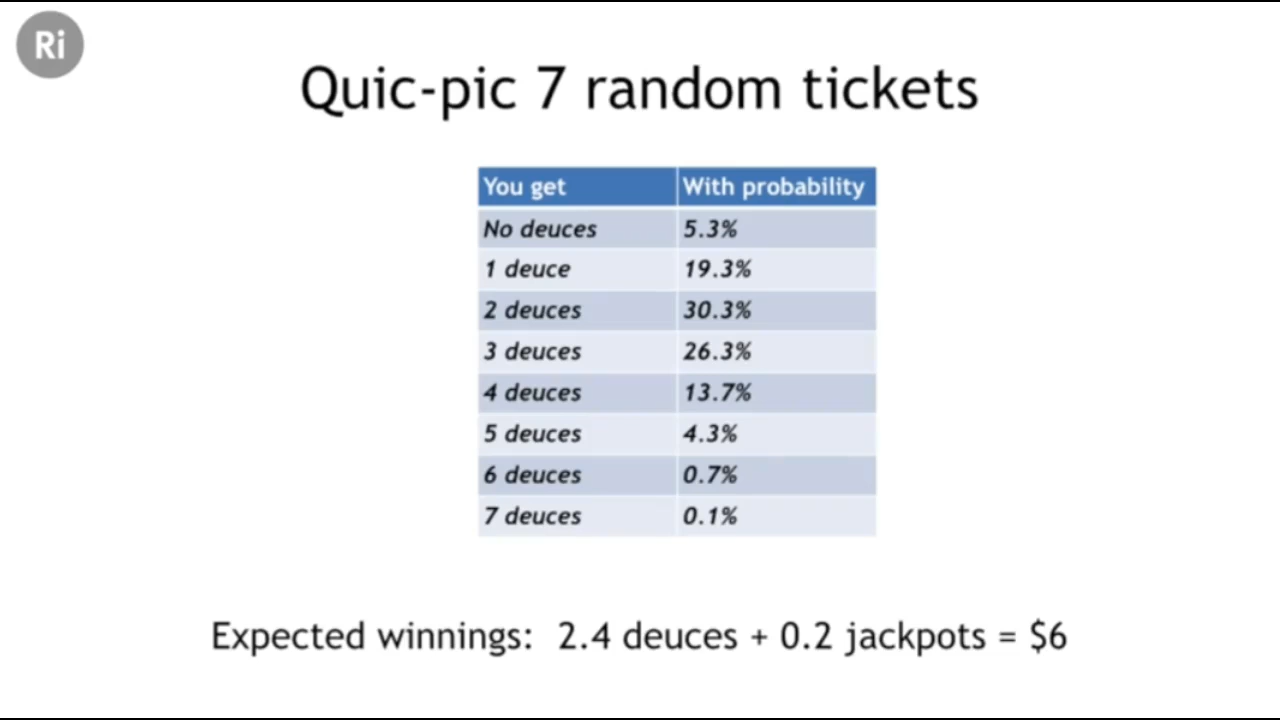 Ri
Quic-pic 7 random tickets
You get With probability
No deuces 5.3%
1 deuce 19.3%
2 deuces 30.3%
3 deuces 26.3%
4 deuces 13.7%
5 deuces 4.3%
6 deuces 0.7%
7 deuces 0.1%
Expected winnings: 2.4 deuces + 0.2 jackpots = $6